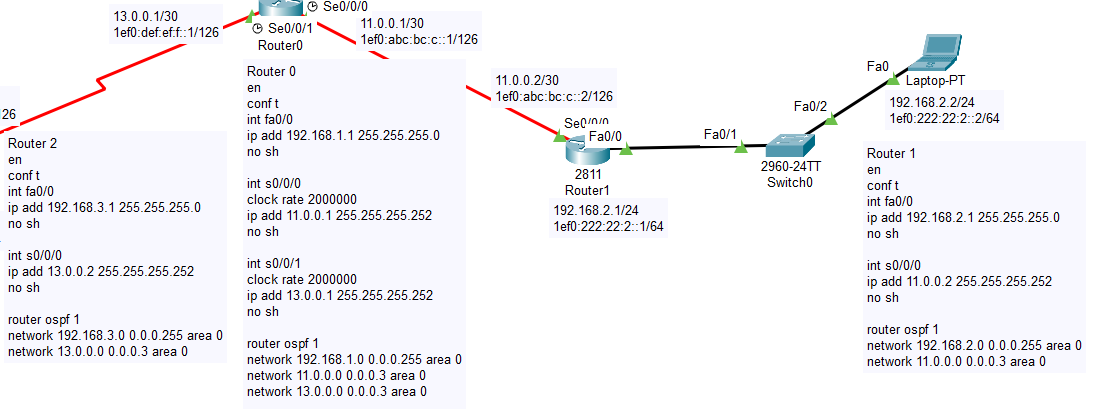 Se0/0/0
13.0.0.1/30
1ef0:def:ef:f::1/126
Se0/0/1
Router0
11.0.0.1/30
1ef0:abc:bc:c::1/126
11.0.0.2/30
1ef0:abc:bc:c::2/126
Se0/0/0
Fa0/0
2811
Router1
192.168.2.1/24
1ef0:222:22:2::1/64
Fa0/1
Fa0/2
2960-24TT
Switch0
Fa0
Laptop-PT
192.168.2.2/24
1ef0:222:22:2::2/64
126
Router 2
en
conf t
int fa0/0
ip add 192.168.3.1 255.255.255.0
no sh
int s0/0/0
ip add 13.0.0.2 255.255.255.252
no sh
router ospf 1
network 192.168.3.0 0.0.0.255 area 0
network 13.0.0.0 0.0.0.3 area 0
Router 0
en
conf t
int fa0/0
ip add 192.168.1.1 255.255.255.0
no sh
int s0/0/0
clock rate 2000000
ip add 11.0.0.1 255.255.255.252
no sh
int s0/0/1
clock rate 2000000
ip add 13.0.0.1 255.255.255.252
no sh
router ospf 1
network 192.168.1.0 0.0.0.255 area 0
network 11.0.0.0 0.0.0.3 area 0
network 13.0.0.0 0.0.0.3 area 0
Router 1
en
conf t
int fa0/0
ip add 192.168.2.1 255.255.255.0
no sh
int s0/0/0
ip add 11.0.0.2 255.255.255.252
no sh
router ospf 1
network 192.168.2.0 0.0.0.255 area 0
network 11.0.0.0 0.0.0.3 area 0